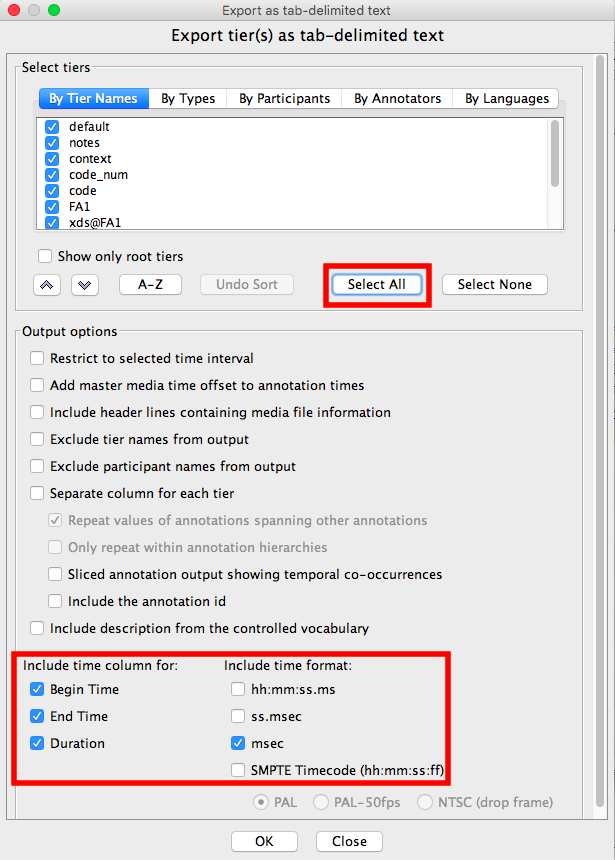 Export as tab-delimited text
Export tier(s) as tab-delimited text
Select tiers
By Tier Names By Types By Participants By Annotators By Languages
default
notes
context
code_num
code
FA1
xds@FA1
Show only root tiers
A-Z Undo Sort Select All Select None
Output options
Restrict to selected time interval
Add master media time offset to annotation times
Include header lines containing media file information
Exclude tier names from output
Exclude participant names from output
Separate column for each tier
Repeat values of annotations spanning other annotations
Only repeat within annotation hierarchies
Sliced annotation output showing temporal co-occurrences
Include the annotation id
Include description from the controlled vocabulary
Include time column for: Include time format:
Begin Time hh:mm:ss.ms
End Time ss.msec
Duration msec
SMPTE Timecode (hh:mm:ss:ff)
PAL PAL-50fps NTSC (drop frame)
OK Close